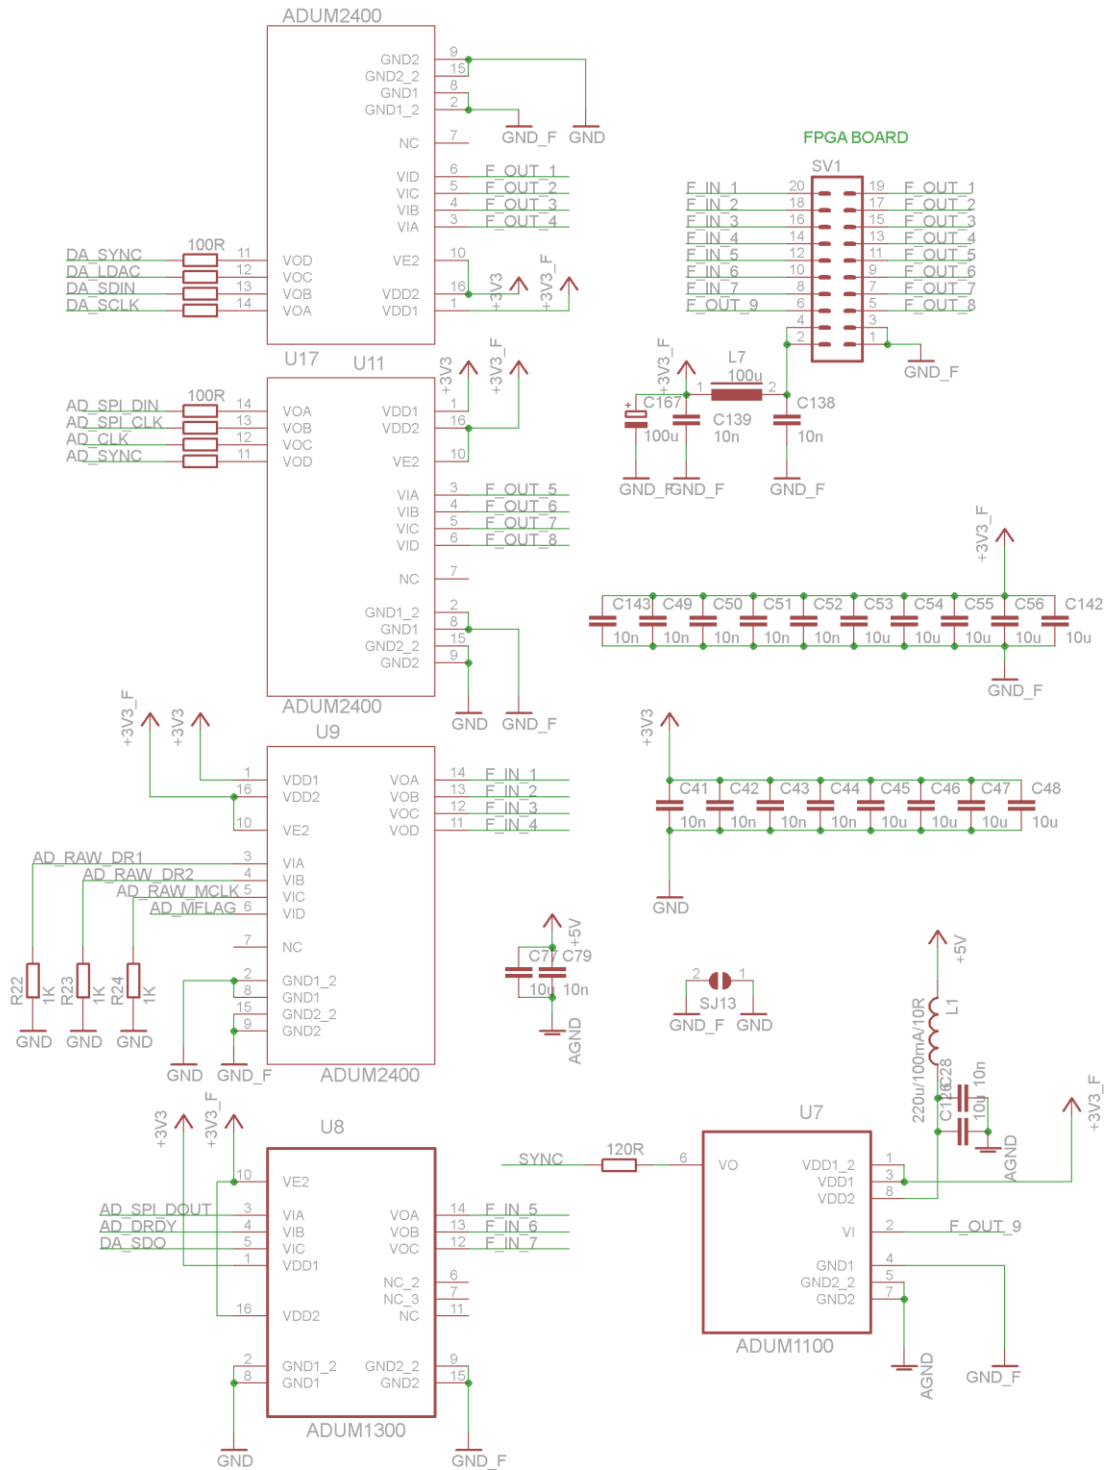 ADUM2400
GND2 9
GND2_2 15
GND1 8
GND1_2 2
GND_F GND
NC 7
VID 6 F_OUT_1
VIC 5 F_OUT_2
VIB 4 F_OUT_3
VIA 3 F_OUT_4
100R
DA_SYNC 11 VOD VE2 10
DA_LDAC 12 VOC
DA_SDIN 13 VOB VDD2 16 +3V3 +3V3_F
DA_SCLK 14 VOA VDD1 1
U17
FPGA BOARD
SV1
F_IN_1 20 19 F_OUT_1
F_IN_2 18 17 F_OUT_2
F_IN_3 16 15 F_OUT_3
F_IN_4 14 13 F_OUT_4
F_IN_5 12 11 F_OUT_5
F_IN_6 10 9 F_OUT_6
F_IN_7 8 7 F_OUT_7
F_OUT_9 6 5 F_OUT_8
4 3
2 1
GND_F
+3V3_F L7
100u
1 2
+ C167 C139 C138
100u 10n 10n
GND_F GND_F GND_F
U11
+3V3 +3V3_F
100R
AD_SPI_DIN 14 VOA VDD1 1
AD_SPI_CLK 13 VOB VDD2 16
AD_CLK 12 VOC
AD_SYNC 11 VOD VE2 10
VIA 3 F_OUT_5
VIB 4 F_OUT_6
VIC 5 F_OUT_7
VID 6 F_OUT_8
NC 7
GND1_2 2
GND1 8
GND2_2 15
GND2 9
GND GND_F
ADUM2400
+3V3_F
C143 C49 C50 C51 C52 C53 C54 C55 C56 C142
10n 10n 10n 10n 10n 10u 10u 10u 10u 10u
GND_F
+3V3_F +3V3
U9
1 VDD1 VOA 14 F_IN_1
16 VDD2 VOB 13 F_IN_2
VOC 12 F_IN_3
10 VE2 VOD 11 F_IN_4
AD_RAW_DR1 3 VIA
AD_RAW_DR2 4 VIB
AD_RAW_MCLK 5 VIC
AD_MFLAG 6 VID
7 NC
2 GND1_2
8 GND1
15 GND2_2
9 GND2
R22 1K R23 1K R24 1K
GND GND GND GND GND_F
ADUM2400
+3V3
C41 C42 C43 C44 C45 C46 C47 C48
10n 10n 10n 10n 10u 10u 10u 10u
GND
+5V
C77 C79
10u 10n
AGND
2 1
SJ13
GND_F GND
+5V
L1
220u/100mA/10R
C28 10n
C126 10u
AGND
+3V3_F
+3V3 +3V3_F
U8
10 VE2
AD_SPI_DOUT 3 VIA VOA 14 F_IN_5
AD_DRDY 4 VIB VOB 13 F_IN_6
DA_SDO 5 VIC VOC 12 F_IN_7
1 VDD1
NC_2 6
NC_3 7
16 VDD2 NC 11
2 GND1_2 GND2_2 9
8 GND1 GND2 15
ADUM1300
GND GND_F
U7
SYNC 120R 6 VO VDD1_2 1
VDD1 3
VDD2 8
VI 2 F_OUT_9
GND1 4
GND2_2 5
GND2 7
ADUM1100
AGND GND_F